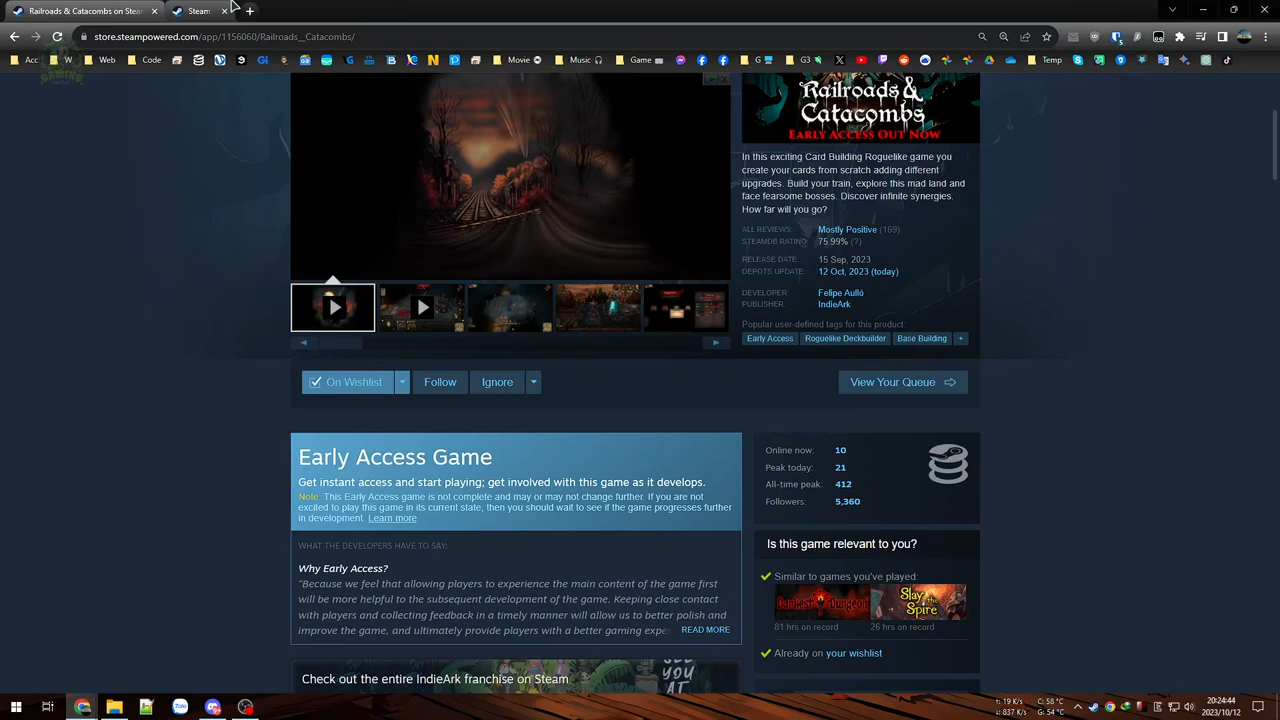 Railroads & Catacombs on Stea
Steam
store.steampowered.com/app/1156060/Railroads__Catacombs/
Acc
Web
Codi
Movie
Music
Game
G
G3
Temp
GAMING
Railroads &
Catacombs
EARLY ACCESS OUT NOW
In this exciting Card Building Roguelike game you
create your cards from scratch adding different
upgrades. Build your train, explore this mad land and
face fearsome bosses. Discover infinite synergies.
How far will you go?
ALL REVIEWS: Mostly Positive (169)
STEAMDB RATING: 75.99% (?)
RELEASE DATE: 15 Sep, 2023
DEPOTS UPDATE: 12 Oct, 2023 (today)
DEVELOPER: Felipe Aulló
PUBLISHER: IndieArk
Popular user-defined tags for this product:
Early Access Roguelike Deckbuilder Base Building +
On Wishlist Follow Ignore View Your Queue
Early Access Game
Get instant access and start playing; get involved with this game as it develops.
Note: This Early Access game is not complete and may or may not change further. If you are not
excited to play this game in its current state, then you should wait to see if the game progresses further
in development. Learn more
WHAT THE DEVELOPERS HAVE TO SAY:
Why Early Access?
"Because we feel that allowing players to experience the main content of the game first
will be more helpful to the subsequent development of the game. Keeping close contact
with players and collecting feedback in a timely manner will allow us to better polish and
improve the game, and ultimately provide players with a better gaming expe READ MORE
Check out the entire IndieArk franchise on Steam
SEE
YOU
AT
Online now: 10
Peak today: 21
All-time peak: 412
Followers: 5,360
Is this game relevant to you?
Similar to games you've played:
Darkest Dungeon
Slay the Spire
81 hrs on record 26 hrs on record
Already on your wishlist
Zalo
↑: 19 K/s
↓: 837 K/s
C: 58 °C
G: 54 °C
20:24:44
2023/10/12